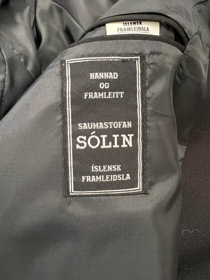 ÍSLENSK
FRAMLEIÐSLA
HANNAÐ
OG
FRAMLEITT
SAUMASTOFAN
SÓLIN
ÍSLENSK
FRAMLEIÐSLA